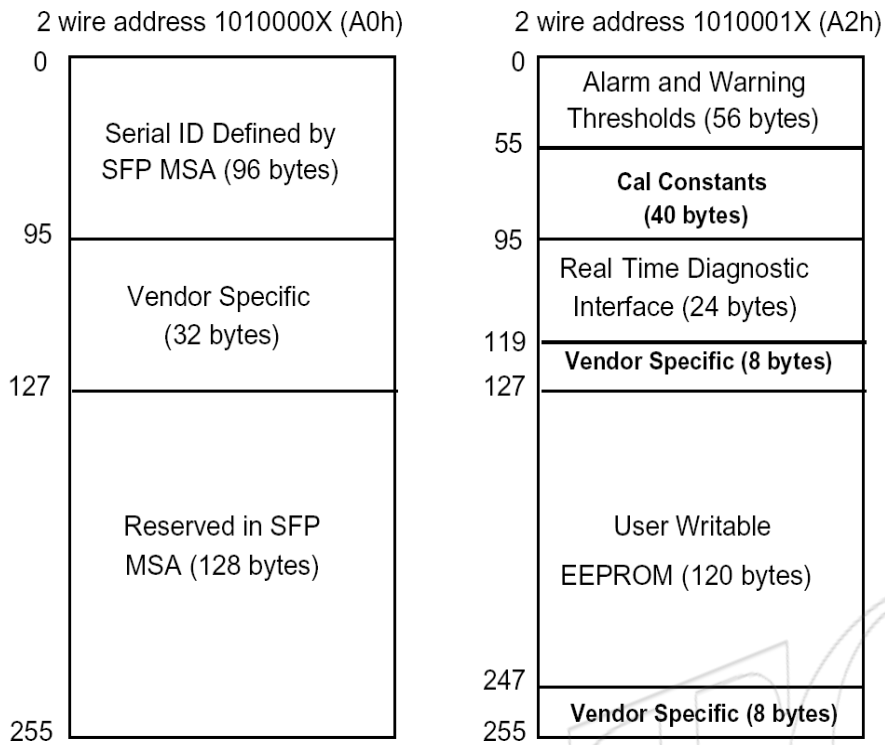 2 wire address 1010000X (A0h)
0
Serial ID Defined by
SFP MSA (96 bytes)
95
Vendor Specific
(32 bytes)
127
Reserved in SFP
MSA (128 bytes)
255
2 wire address 1010001X (A2h)
0
Alarm and Warning
Thresholds (56 bytes)
55
Cal Constants
(40 bytes)
95
Real Time Diagnostic
Interface (24 bytes)
119
Vendor Specific (8 bytes)
127
User Writable
EEPROM (120 bytes)
247
Vendor Specific (8 bytes)
255